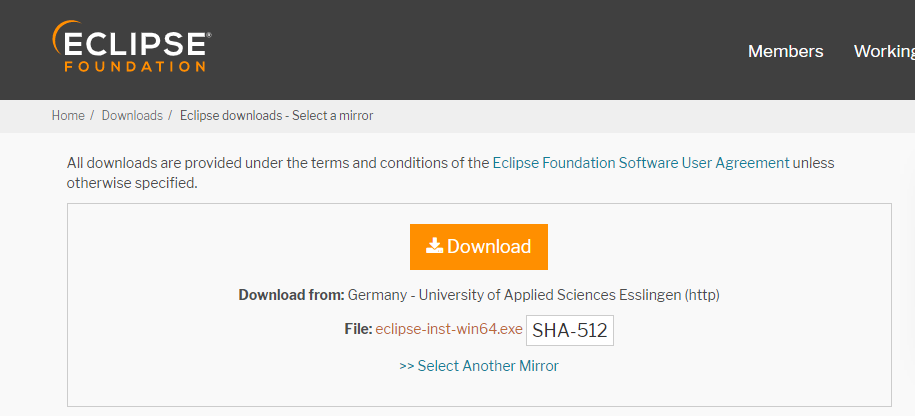 ECLIPSE®
FOUNDATION
Members Working
Home / Downloads / Eclipse downloads - Select a mirror
All downloads are provided under the terms and conditions of the Eclipse Foundation Software User Agreement unless
otherwise specified.
Download
Download from: Germany - University of Applied Sciences Esslingen (http)
File: eclipse-inst-win64.exe SHA-512
>> Select Another Mirror